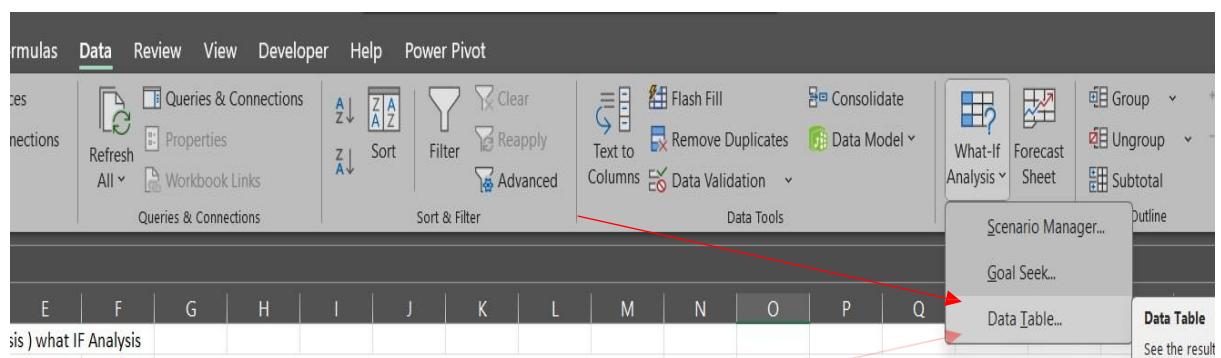 rmulas Data Review View Developer Help Power Pivot
ces Queries & Connections Clear Flash Fill Consolidate Group
nections Properties Reapply Remove Duplicates Data Model Ungroup
Refresh All Workbook Links Sort Filter Advanced Text to Columns Data Validation What-If Analysis Forecast Sheet Subtotal
Queries & Connections Sort & Filter Data Tools Outline
Scenario Manager...
Goal Seek...
E F G H I J K L M N O P Q
Data Table... Data Table
sis ) what IF Analysis
See the result